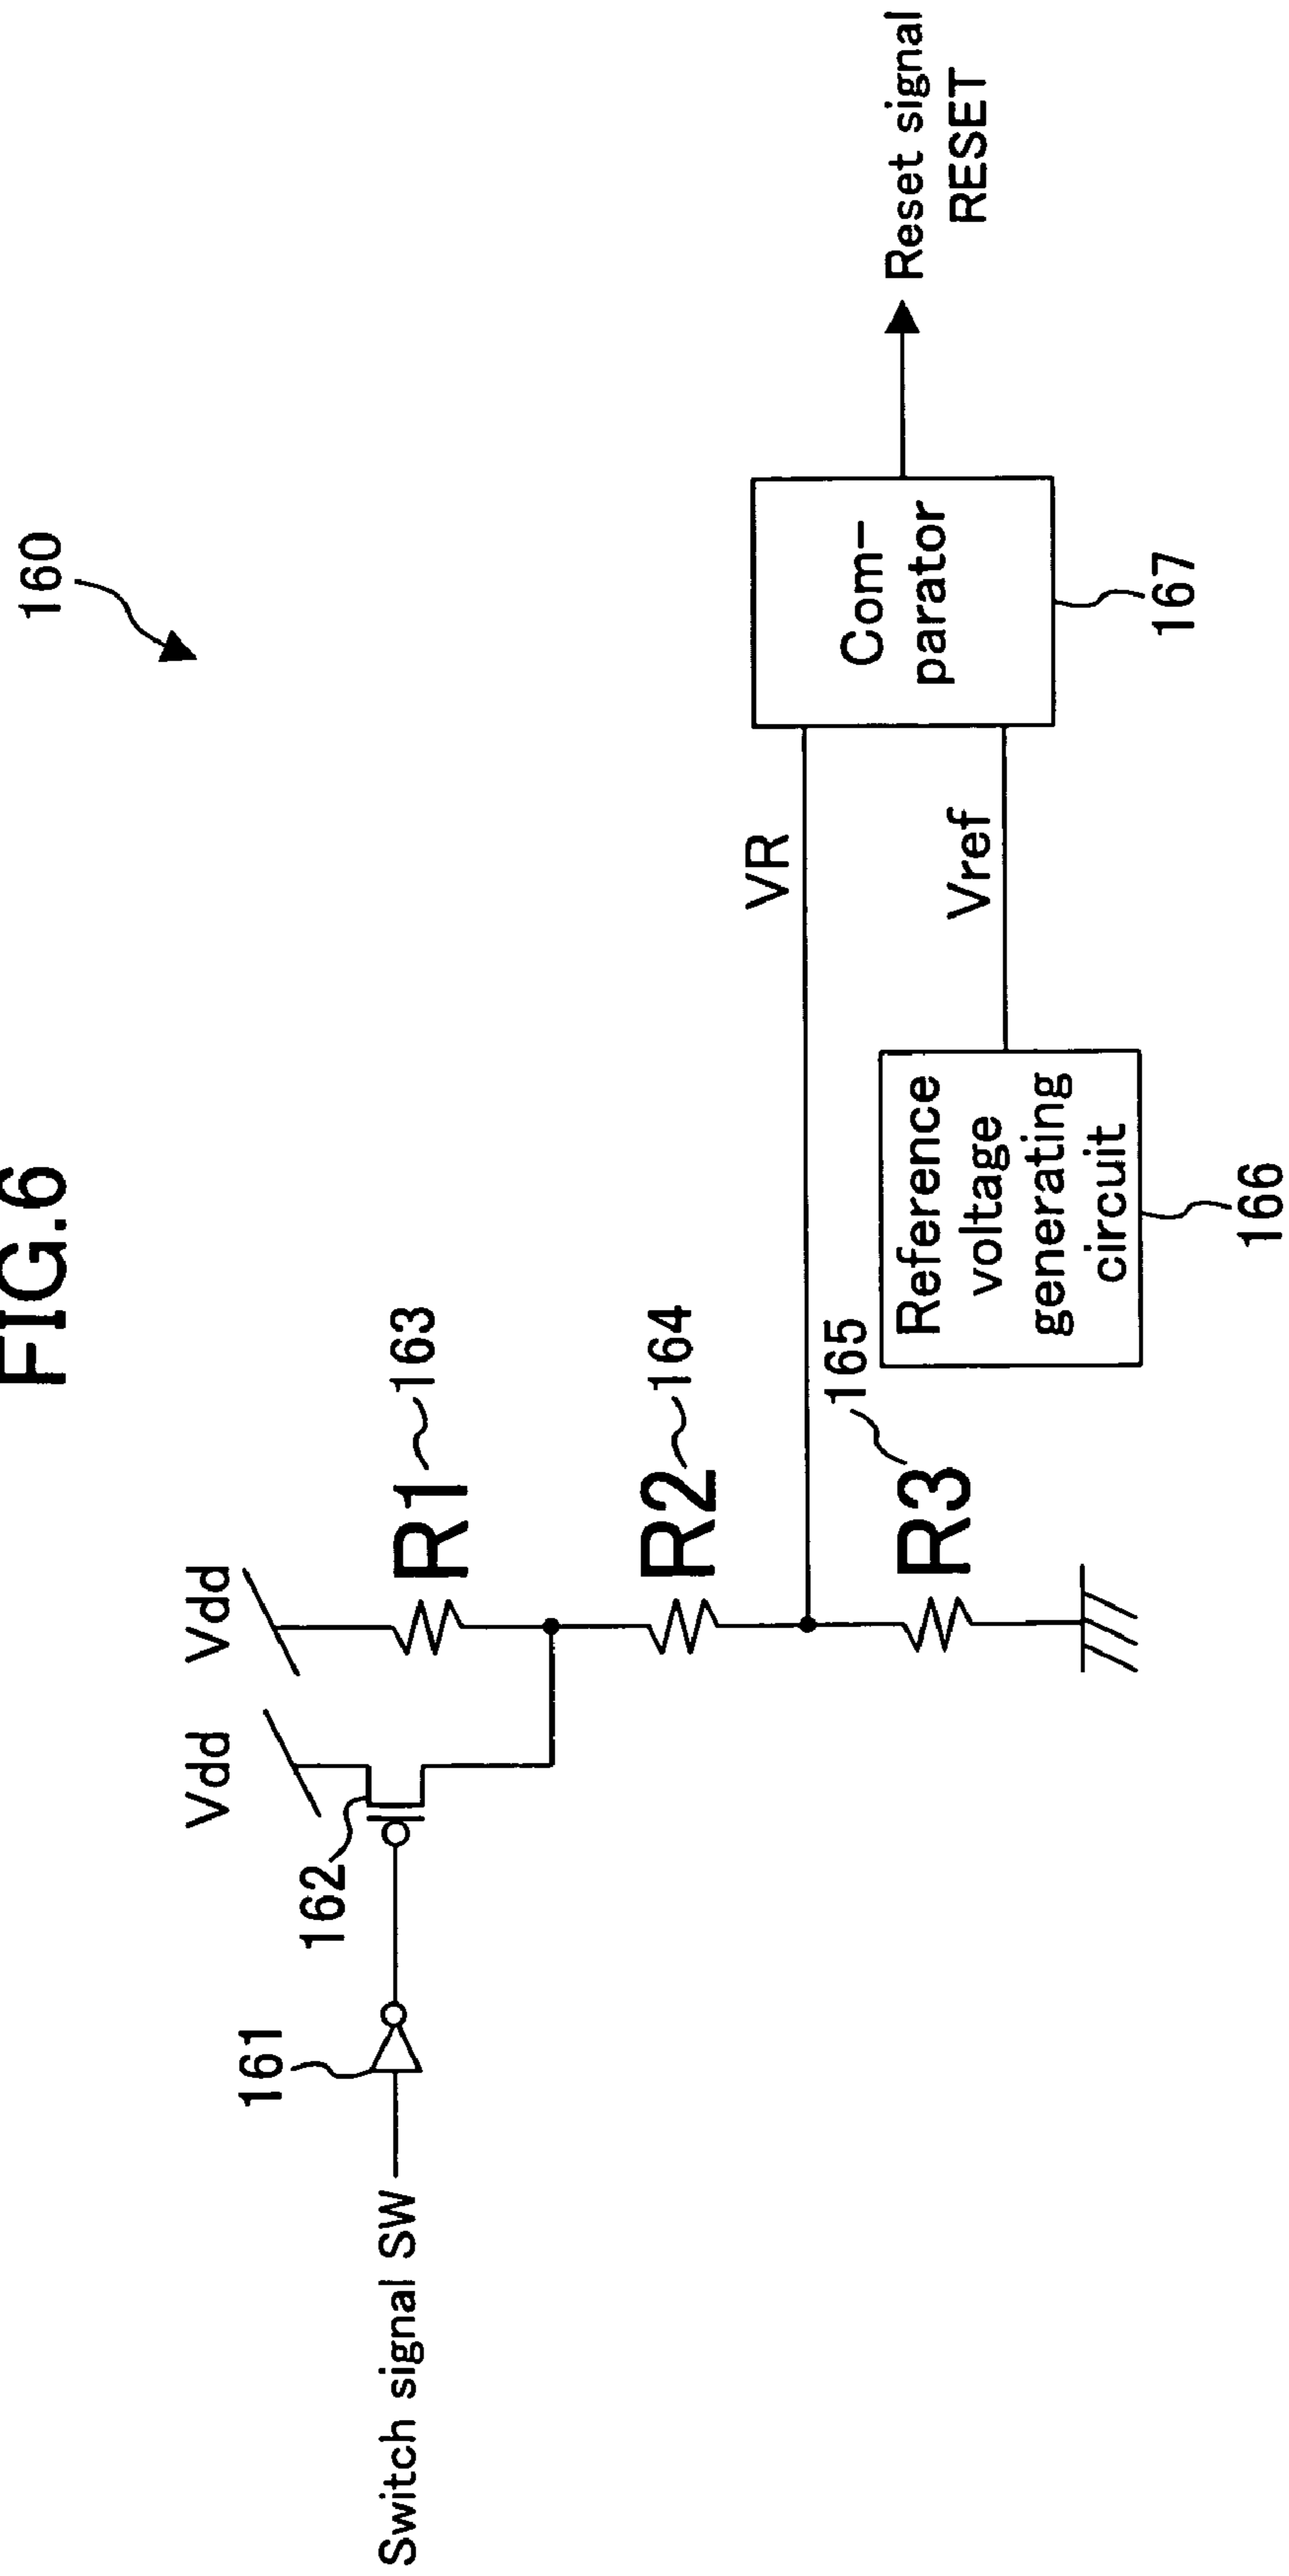 FIG.6
160
Vdd
Vdd
161
162
Switch signal SW
R1
163
R2
164
165
R3
VR
Vref
Reference
voltage
generating
circuit
166
Com-
parator
167
Reset signal
RESET